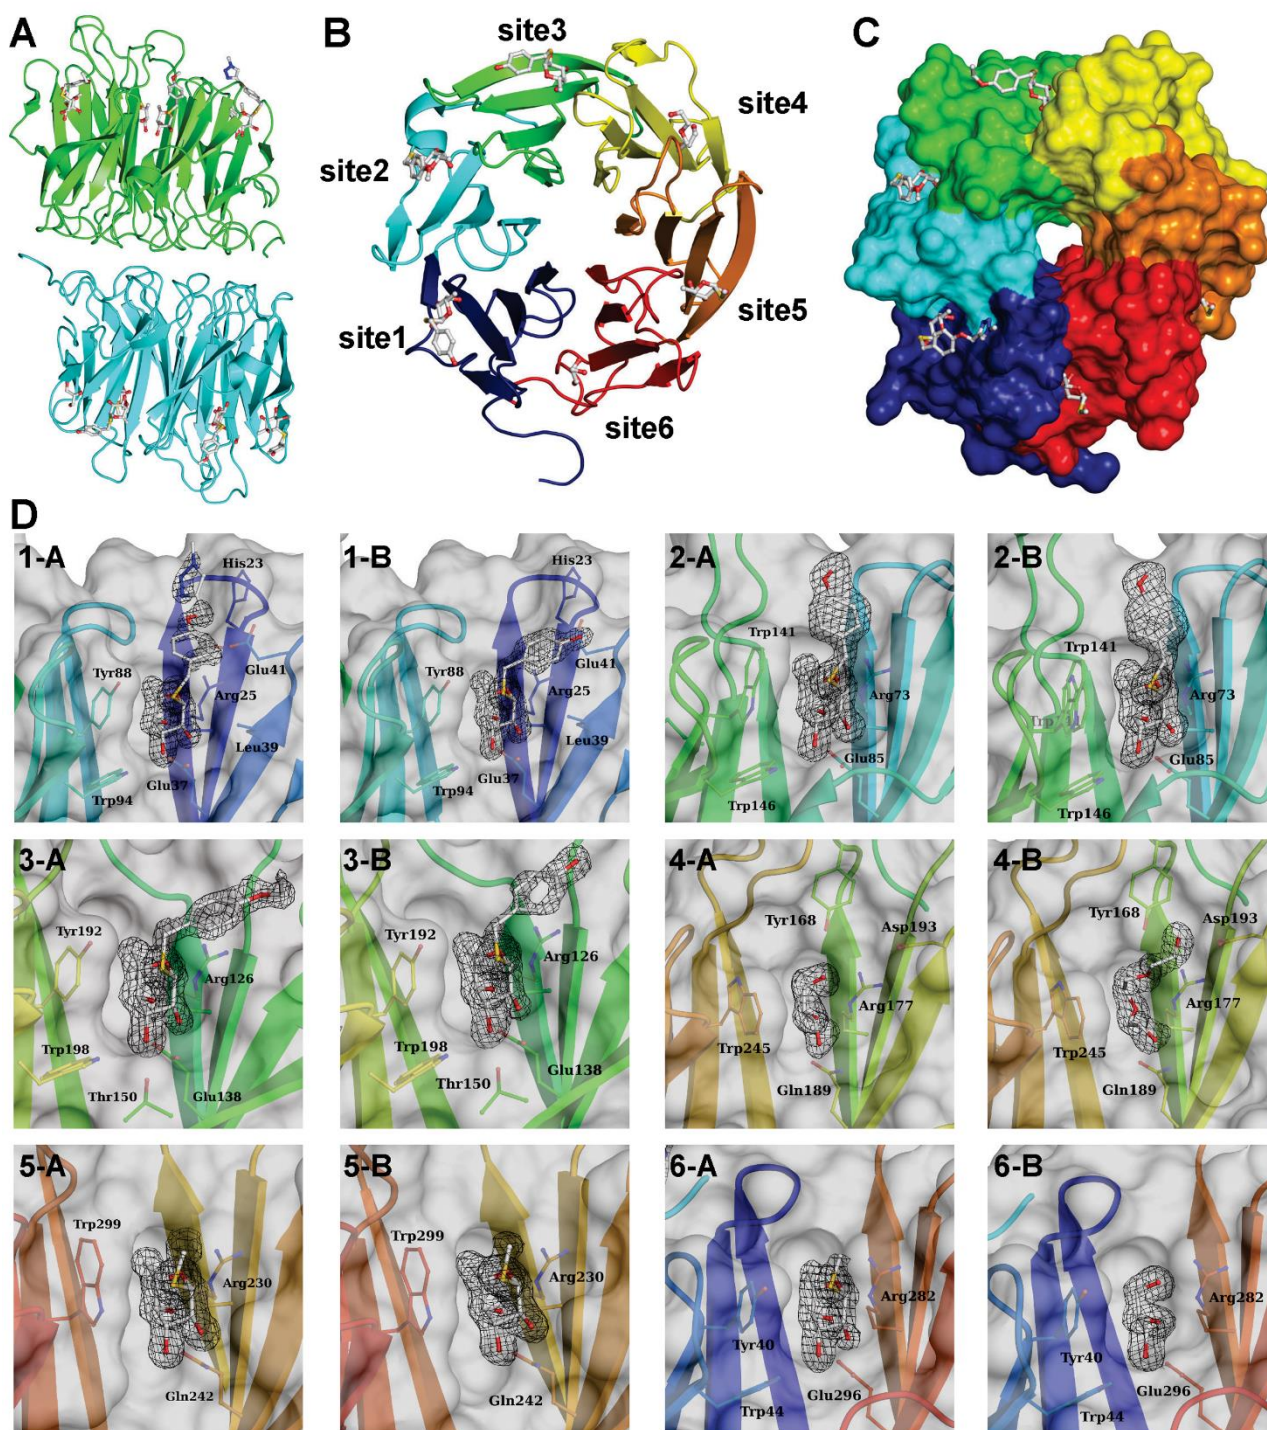 A
B
C
site3
site4
site2
site5
site1
site6
D
1-A
His23
Tyr88
Glu41
Arg25
Leu39
Glu37
Trp94
1-B
His23
Tyr88
Glu41
Arg25
Leu39
Glu37
Trp94
2-A
Trp141
Arg73
Glu85
Trp146
2-B
Trp141
Arg73
Glu85
Trp146
3-A
Tyr192
Arg126
Trp198
Thr150
Glu138
3-B
Tyr192
Arg126
Trp198
Glu138
Thr150
4-A
Tyr168
Asp193
Arg177
Trp245
Gln189
4-B
Tyr168
Asp193
Arg177
Trp245
Gln189
5-A
Trp299
Arg230
Gln242
5-B
Trp299
Arg230
Gln242
6-A
Arg282
Tyr40
Glu296
Trp44
6-B
Arg282
Tyr40
Glu296
Trp44